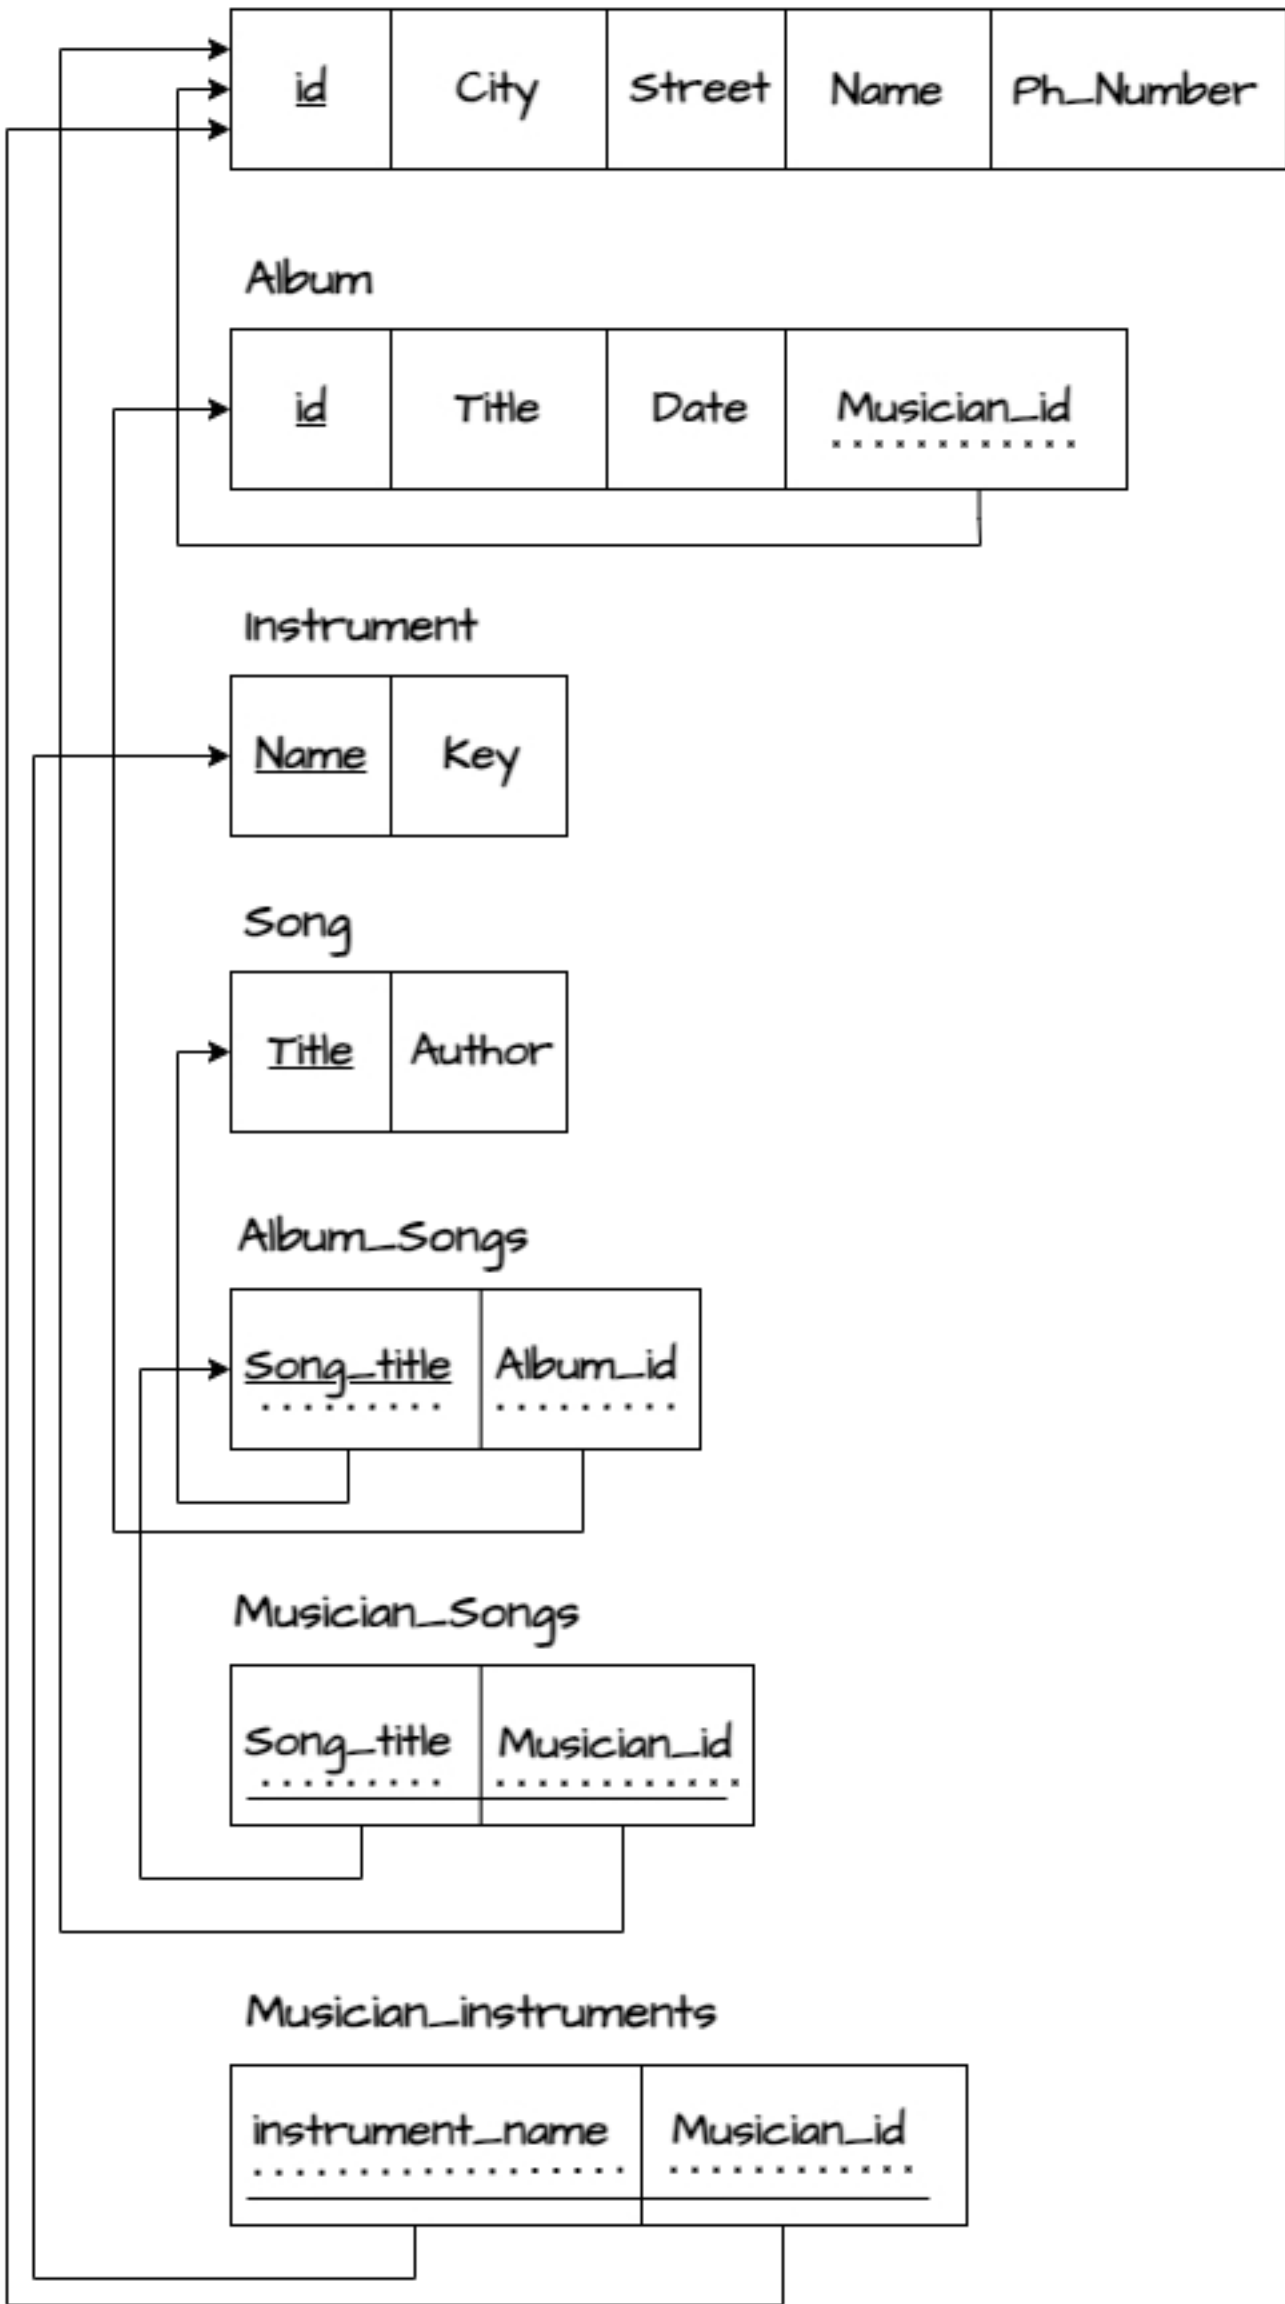 id City Street Name Ph_Number
Album
id Title Date Musician_id
Instrument
Name Key
Song
Title Author
Album_Songs
Song_title Album_id
Musician_Songs
Song_title Musician_id
Musician_instruments
instrument_name Musician_id